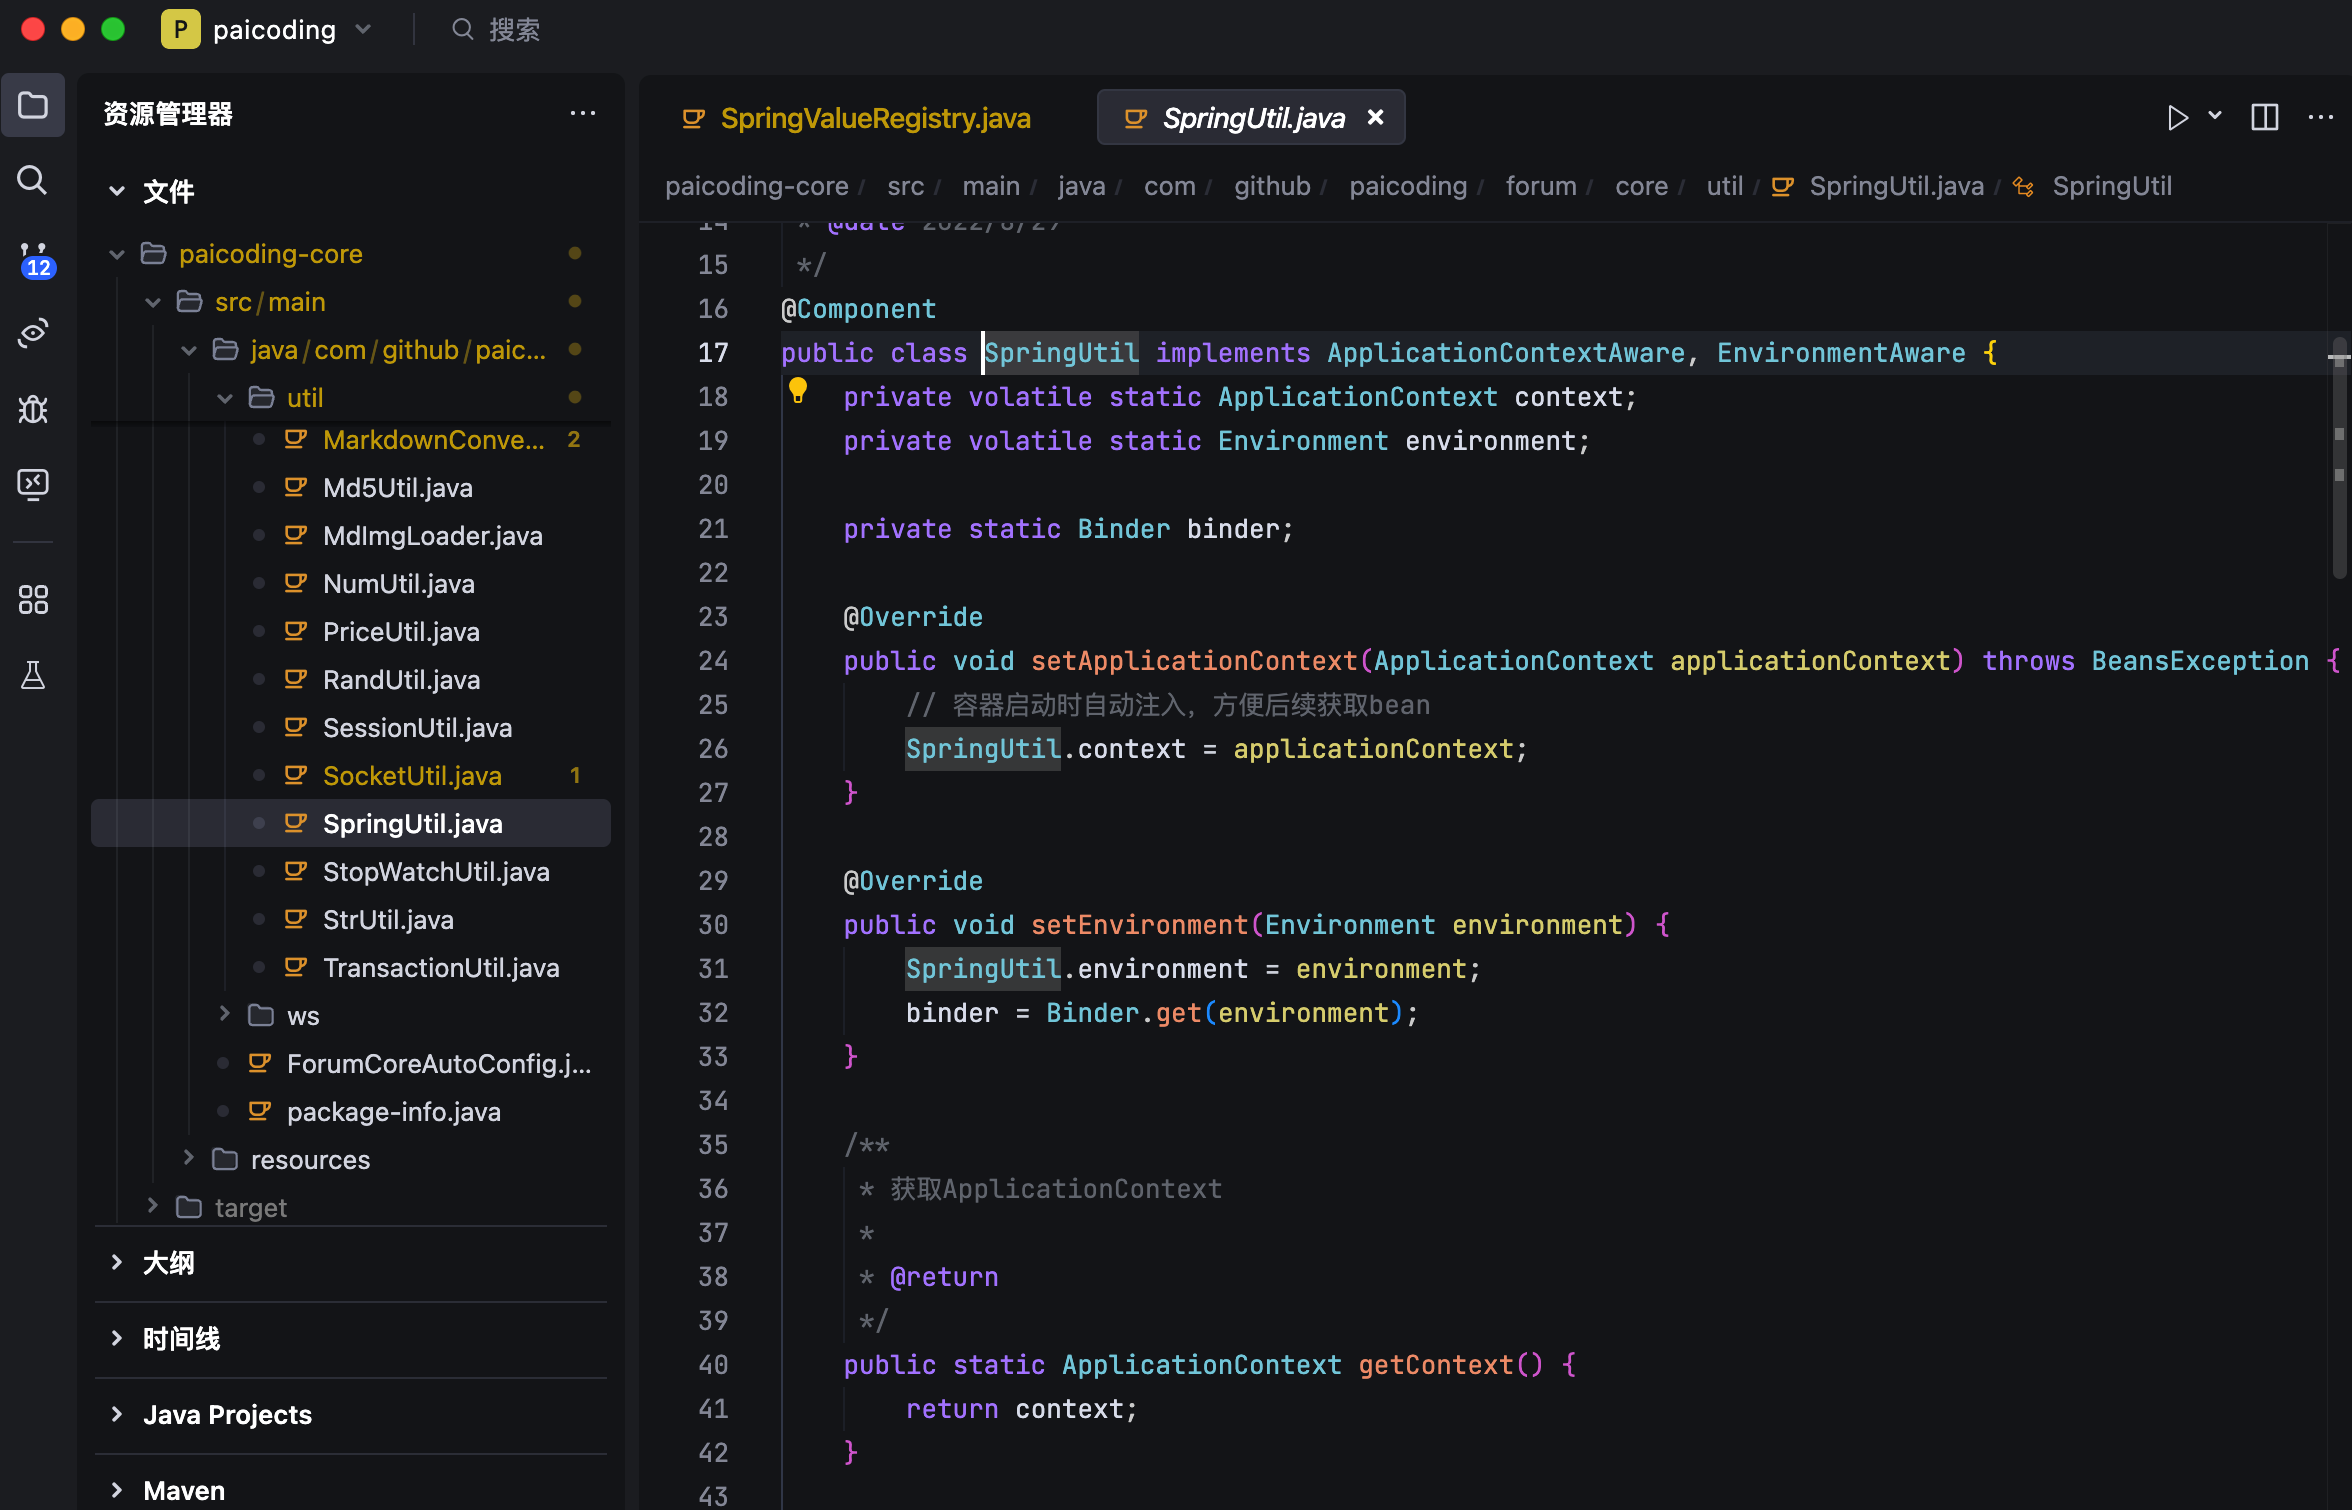 P paicoding 搜索
资源管理器
文件
paicoding-core
src/main
java/com/github/paic...
util
MarkdownConve... 2
Md5Util.java
MdImgLoader.java
NumUtil.java
PriceUtil.java
RandUtil.java
SessionUtil.java
SocketUtil.java 1
SpringUtil.java
StopWatchUtil.java
StrUtil.java
TransactionUtil.java
ws
ForumCoreAutoConfig.j...
package-info.java
resources
target
大纲
时间线
Java Projects
Maven
12
SpringValueRegistry.java SpringUtil.java
paicoding-core / src / main / java / com / github / paicoding / forum / core / util / SpringUtil.java / SpringUtil
14 * @date 2022/8/29
15 */
16 @Component
17 public class SpringUtil implements ApplicationContextAware, EnvironmentAware {
18 private volatile static ApplicationContext context;
19 private volatile static Environment environment;
20
21 private static Binder binder;
22
23 @Override
24 public void setApplicationContext(ApplicationContext applicationContext) throws BeansException {
25 // 容器启动时自动注入，方便后续获取bean
26 SpringUtil.context = applicationContext;
27 }
28
29 @Override
30 public void setEnvironment(Environment environment) {
31 SpringUtil.environment = environment;
32 binder = Binder.get(environment);
33 }
34
35 /**
36 * 获取ApplicationContext
37 *
38 * @return
39 */
40 public static ApplicationContext getContext() {
41 return context;
42 }
43